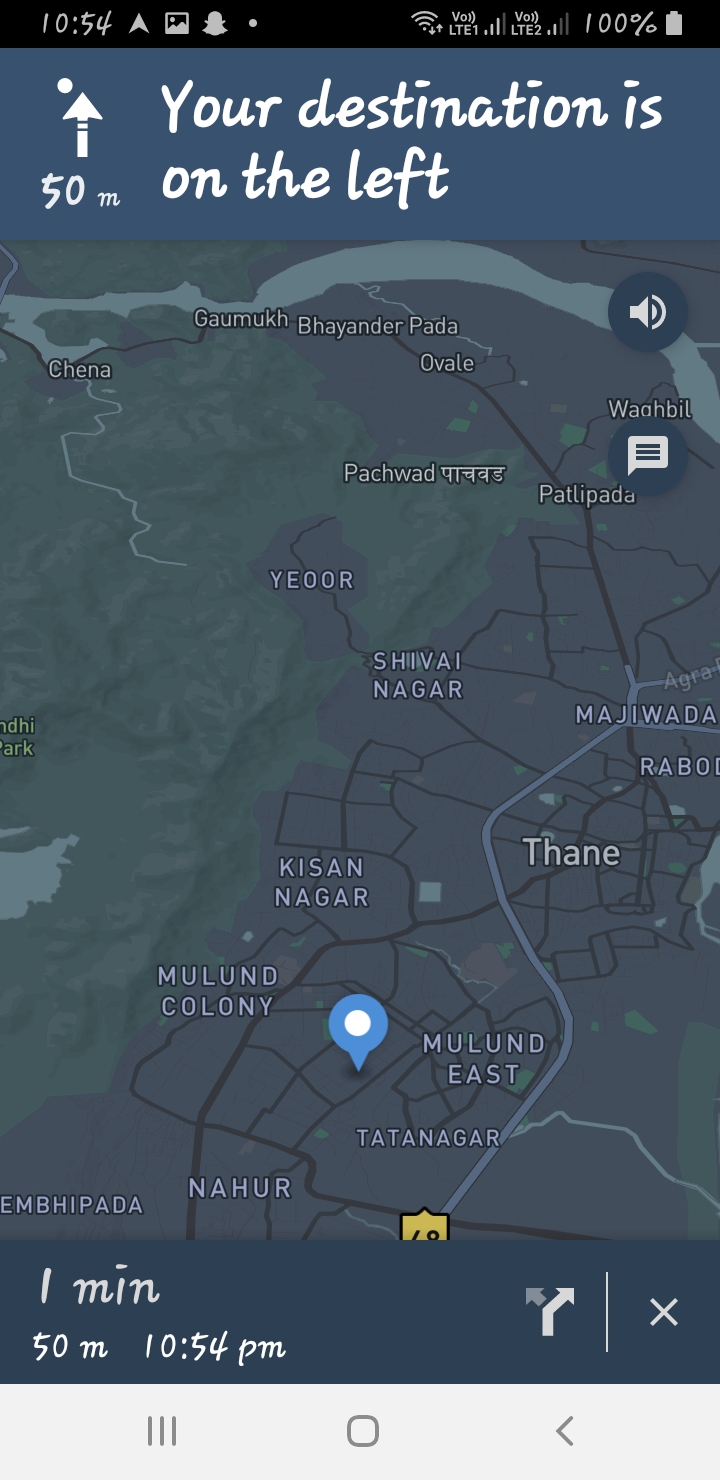 10:54 Vo)) LTE1 Vo)) LTE2 100%
Your destination is
on the left
50 m
Gaumukh Bhayander Pada
Chena
Ovale
Waghbil
Pachwad पाचवड
Patlipada
YEOOR
SHIVAI
NAGAR
Agra
MAJIWADA
ndhi
Park
RABOD
Thane
KISAN
NAGAR
MULUND
COLONY
MULUND
EAST
TATANAGAR
NAHUR
EMBHIPADA
1 min
50 m 10:54 pm